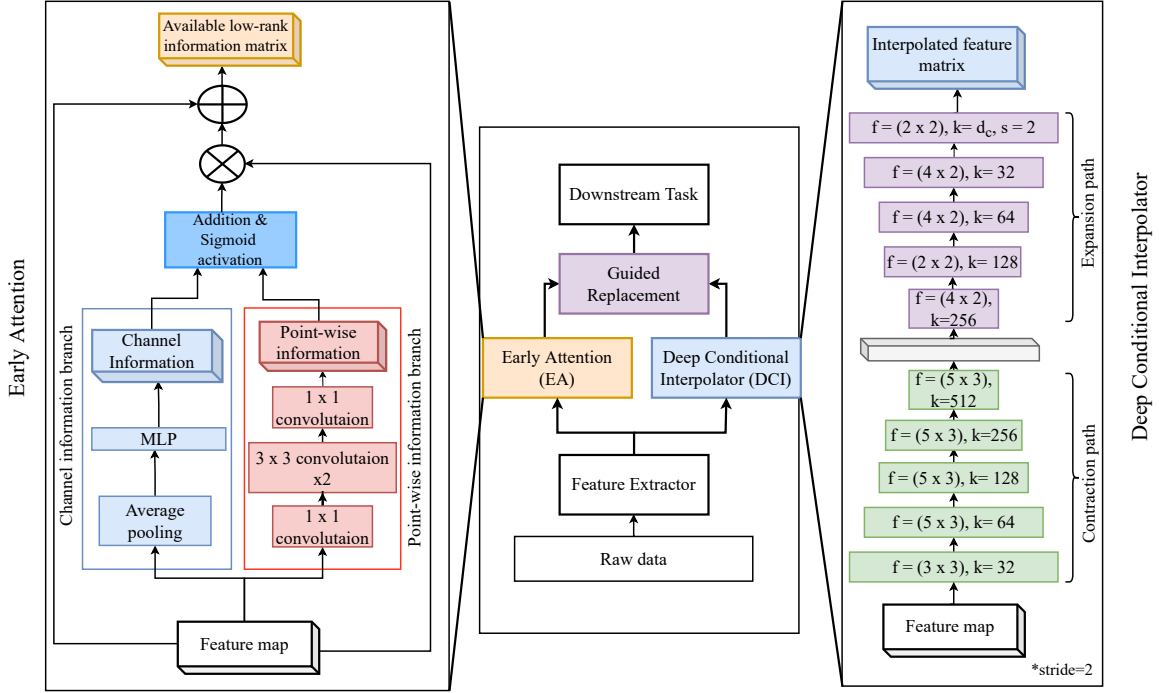 Early Attention
Available low-rank
information matrix
Addition &
Sigmoid
activation
Channel information branch
Channel
Information
MLP
Average
pooling
Point-wise
information
1 x 1
convolutaion
3 x 3 convolutaion
x2
1 x 1
convolutaion
Point-wise information branch
Feature map
Downstream Task
Guided
Replacement
Early Attention
(EA)
Deep Conditional
Interpolator (DCI)
Feature Extractor
Raw data
Interpolated feature
matrix
f = (2 x 2), k= d꜀, s = 2
f = (4 x 2), k= 32
f = (4 x 2), k= 64
f = (2 x 2), k= 128
f = (4 x 2),
k=256
Expansion path
f = (5 x 3),
k=512
f = (5 x 3), k=256
f = (5 x 3), k= 128
f = (5 x 3), k= 64
f = (3 x 3), k= 32
Contraction path
Feature map
*stride=2
Deep Conditional Interpolator